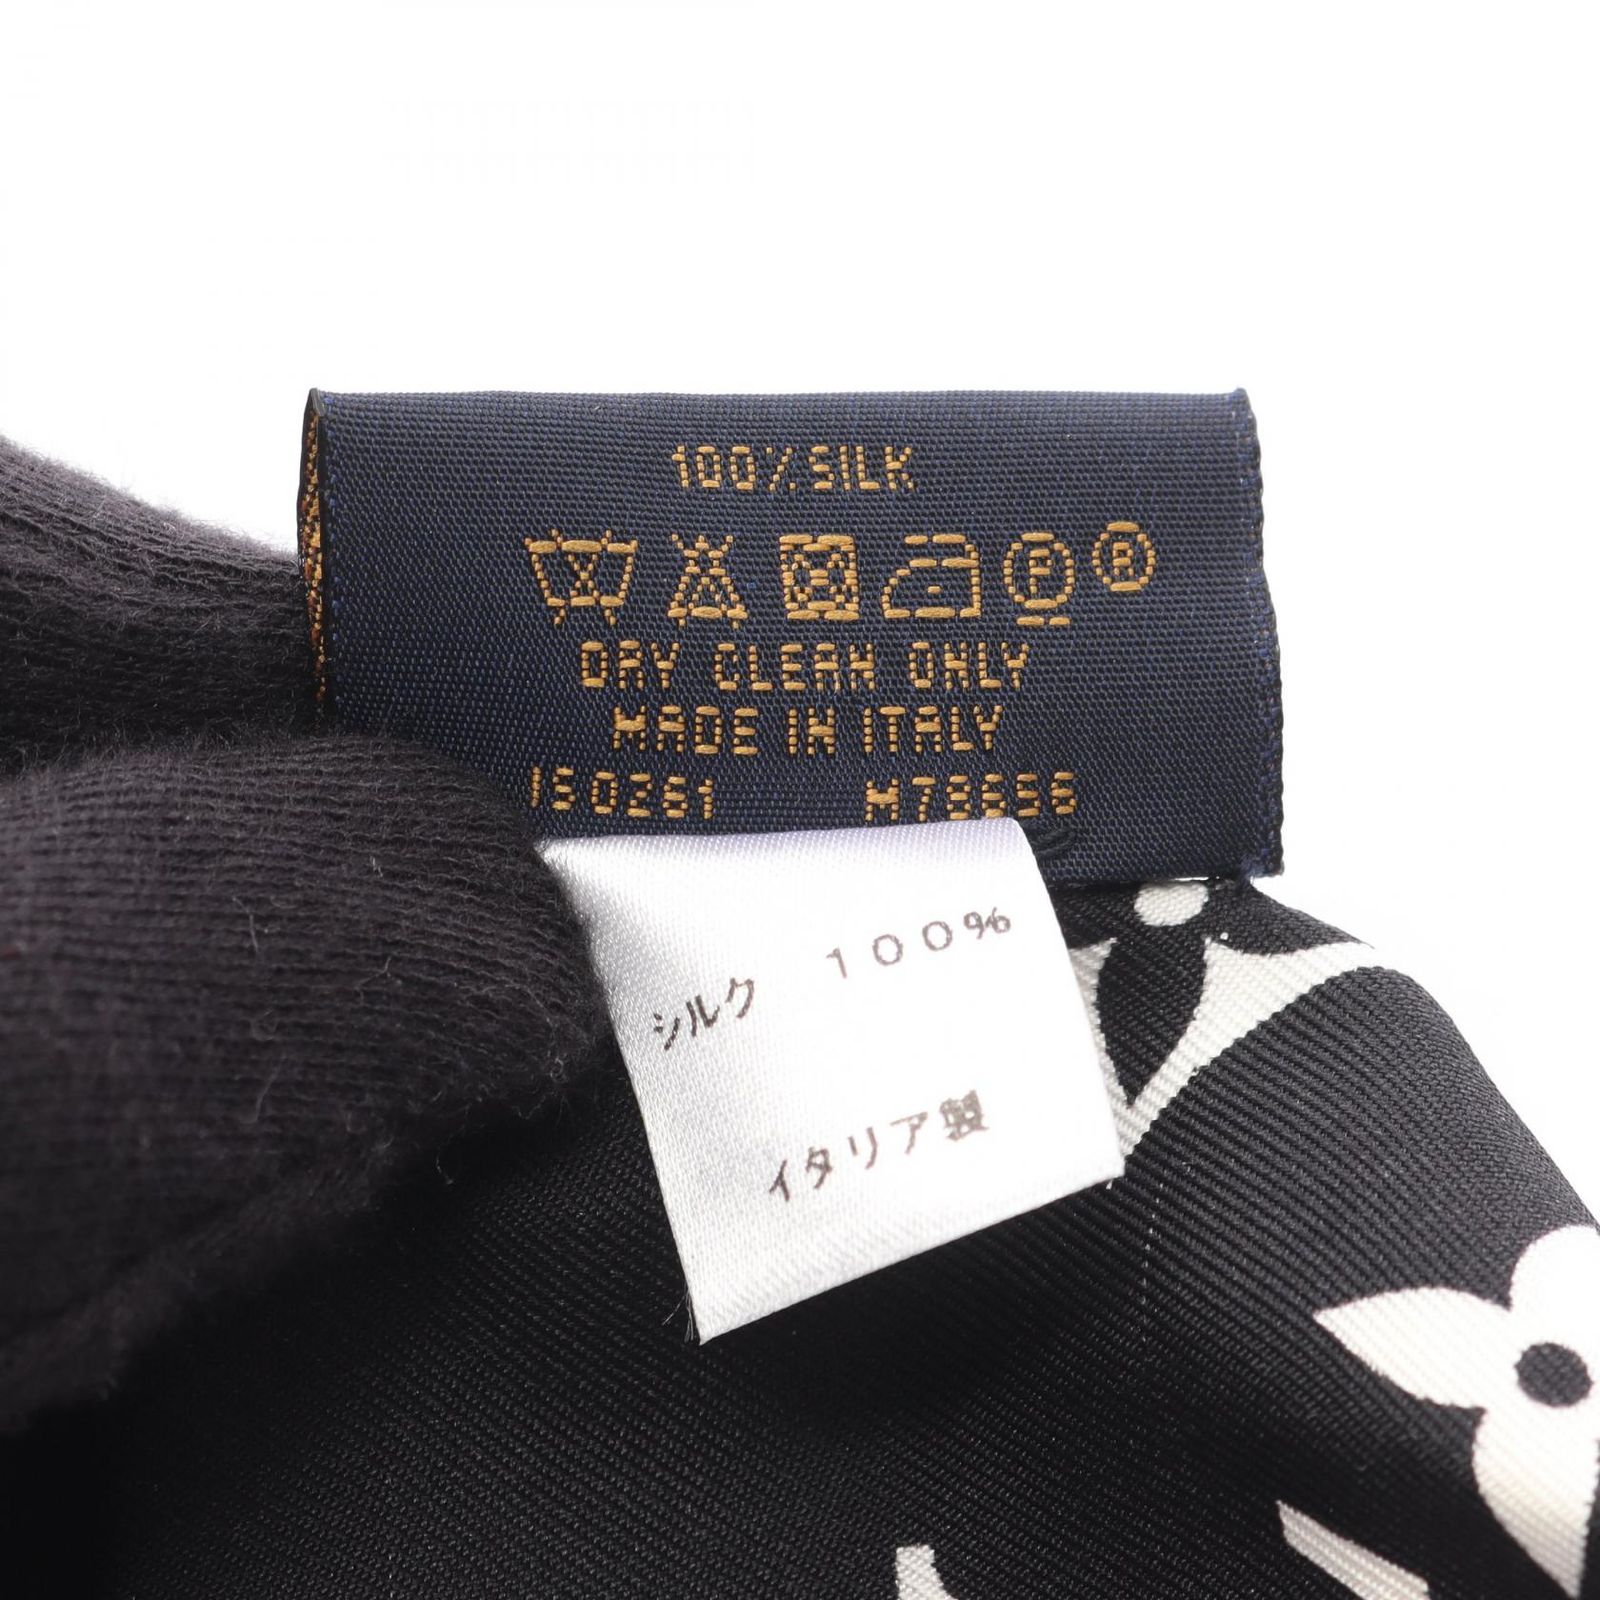 100% SILK
P R
DRY CLEAN ONLY
MADE IN ITALY
150261 M78656
シルク 100%
イタリア製